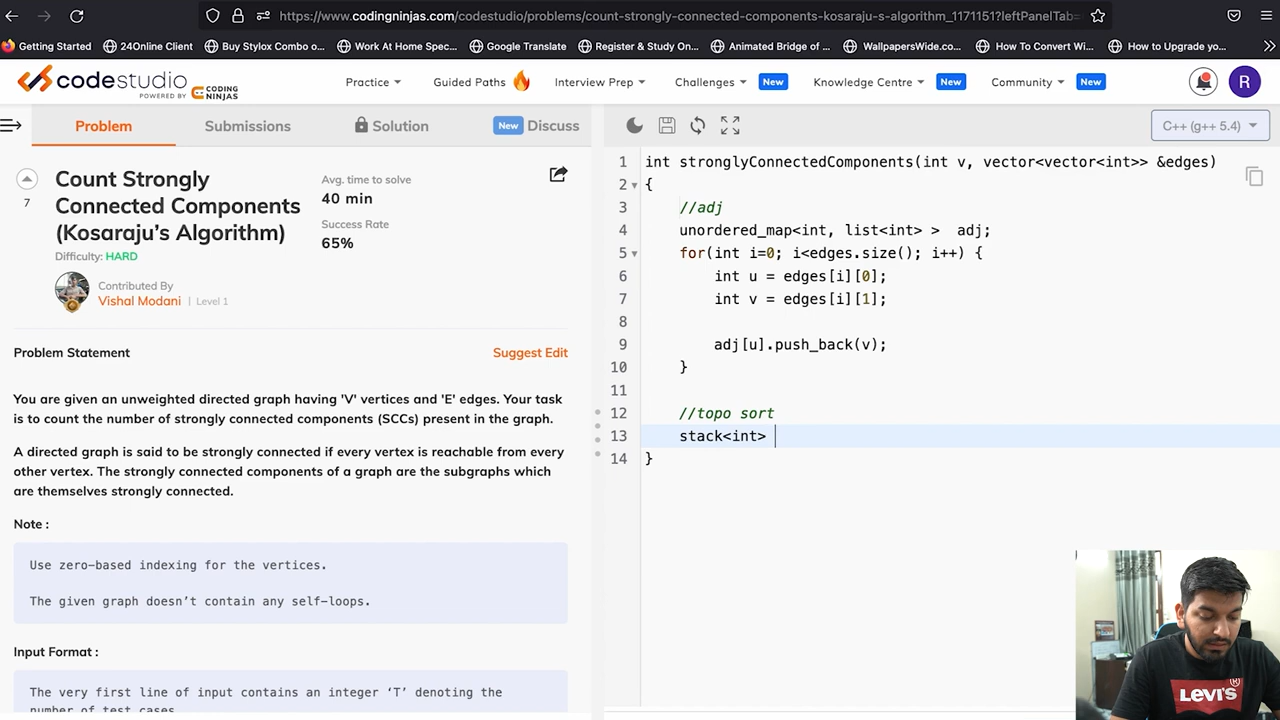 https://www.codingninjas.com/codestudio/problems/count-strongly-connected-components-kosaraju-s-algorithm_1171151?leftPanelTab=
Getting Started 24Online Client Buy Stylox Combo o... Work At Home Spec... Google Translate Register & Study On... Animated Bridge of ... WallpapersWide.co... How To Convert Wi... How to Upgrade yo...
codestudio
POWERED BY CODING NINJAS
Practice Guided Paths Interview Prep Challenges New Knowledge Centre New Community New R
Problem Submissions Solution New Discuss
C++ (g++ 5.4)
Count Strongly
Connected Components
(Kosaraju’s Algorithm)
Difficulty: HARD
7
Avg. time to solve
40 min
Success Rate
65%
Contributed By
Vishal Modani | Level 1
Problem Statement
Suggest Edit
You are given an unweighted directed graph having 'V' vertices and 'E' edges. Your task
is to count the number of strongly connected components (SCCs) present in the graph.
A directed graph is said to be strongly connected if every vertex is reachable from every
other vertex. The strongly connected components of a graph are the subgraphs which
are themselves strongly connected.
Note :
Use zero-based indexing for the vertices.
The given graph doesn’t contain any self-loops.
Input Format :
The very first line of input contains an integer ‘T’ denoting the
number of test cases.
1 int stronglyConnectedComponents(int v, vector<vector<int>> &edges)
2 {
3 //adj
4 unordered_map<int, list<int> > adj;
5 for(int i=0; i<edges.size(); i++) {
6 int u = edges[i][0];
7 int v = edges[i][1];
8
9 adj[u].push_back(v);
10 }
11
12 //topo sort
13 stack<int>
14 }
LEVI'S
®